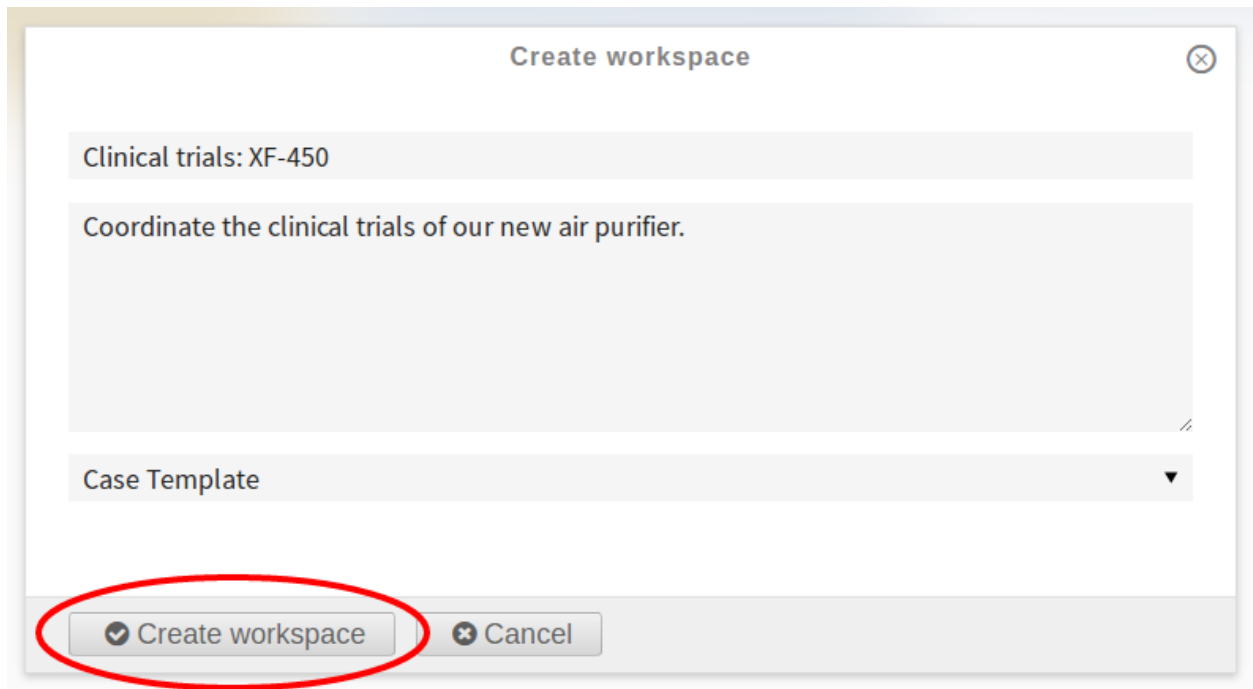 Create workspace
Clinical trials: XF-450
Coordinate the clinical trials of our new air purifier.
Case Template
Create workspace
Cancel